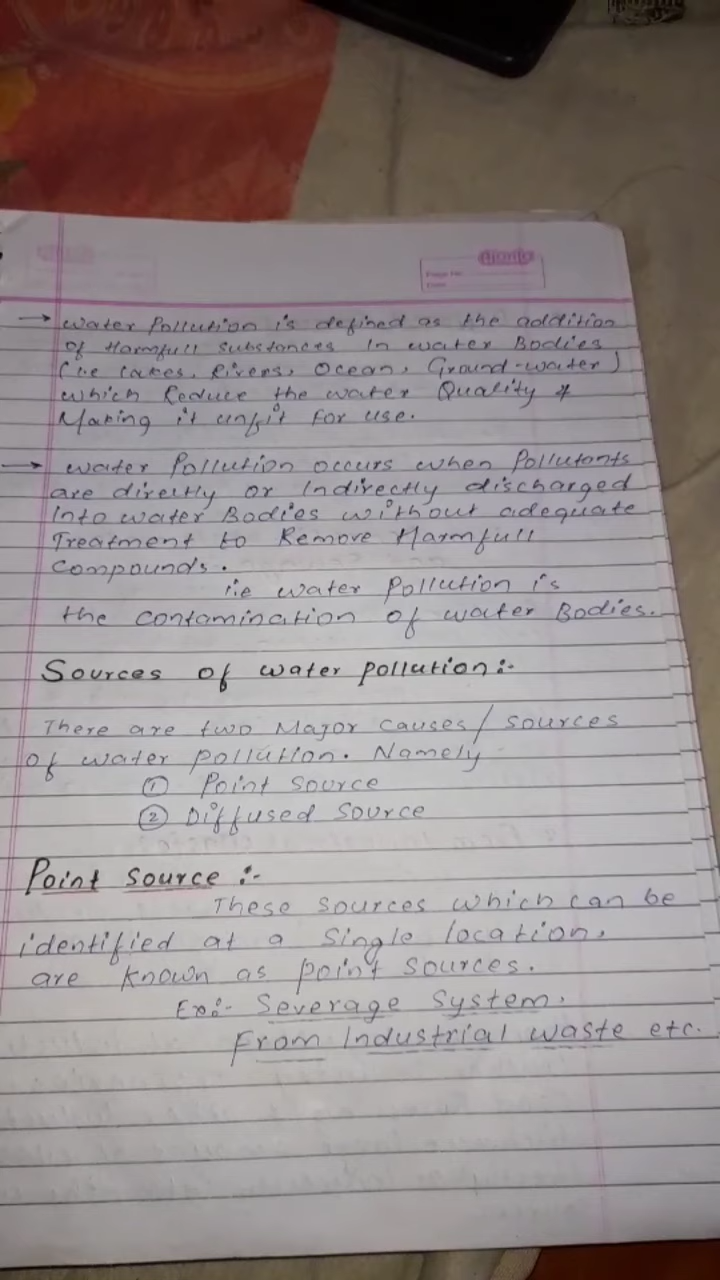 → Water Pollution is defined as the addition
of Harmfull substances In water Bodies
(i.e Lakes, Rivers, Ocean, Ground-water)
which Reduce the water Quality &
Making it unfit for use.
→ Water Pollution occurs when Pollutants
are directly or Indirectly discharged
Into water Bodies without adequate
Treatment to Remove Harmfull
Compounds.
i.e water Pollution is
the contamination of water Bodies.
Sources of water pollution:-
There are two Major causes/sources
of water pollution. Namely
① Point Source
② Diffused Source
Point Source :-
These sources which can be
identified at a single location,
are known as point sources.
Ex:- Severage System.
From Industrial waste etc.